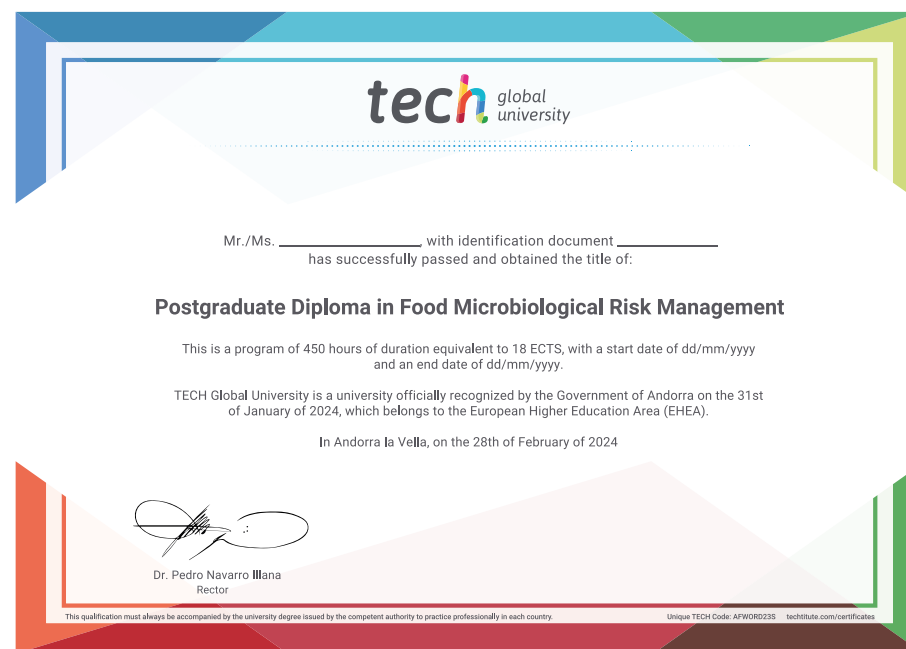 tech global
university
Mr./Ms. ____________________, with identification document ______________
has successfully passed and obtained the title of:
Postgraduate Diploma in Food Microbiological Risk Management
This is a program of 450 hours of duration equivalent to 18 ECTS, with a start date of dd/mm/yyyy
and an end date of dd/mm/yyyy.
TECH Global University is a university officially recognized by the Government of Andorra on the 31st
of January of 2024, which belongs to the European Higher Education Area (EHEA).
In Andorra la Vella, on the 28th of February of 2024
Dr. Pedro Navarro Illana
Rector
This qualification must always be accompanied by the university degree issued by the competent authority to practice professionally in each country.
Unique TECH Code: AFWORD23S techtitute.com/certificates